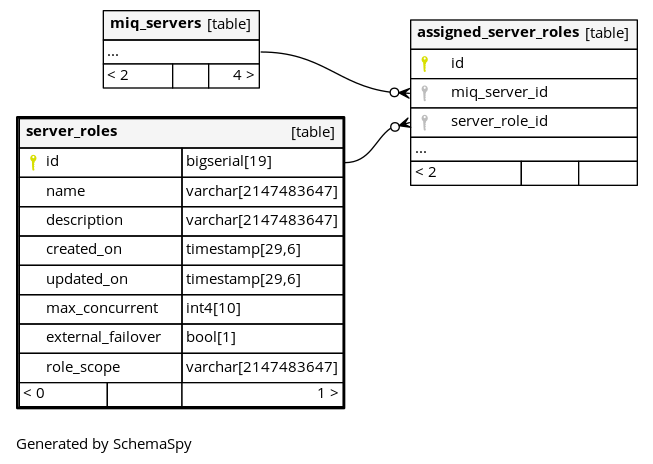 miq_servers [table]
...
< 2 4 >
assigned_server_roles [table]
id
miq_server_id
server_role_id
...
< 2
server_roles [table]
id bigserial[19]
name varchar[2147483647]
description varchar[2147483647]
created_on timestamp[29,6]
updated_on timestamp[29,6]
max_concurrent int4[10]
external_failover bool[1]
role_scope varchar[2147483647]
< 0 1 >
Generated by SchemaSpy